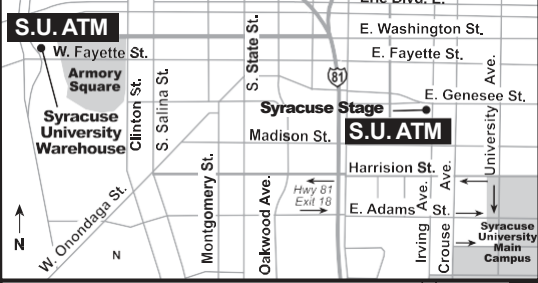 Erie Blvd. E.
S.U. ATM
E. Washington St.
W. Fayette St.
E. Fayette St.
S. State St.
Armory
Square
81
Ave.
E. Genesee St.
Clinton St.
S. Salina St.
Syracuse Stage
Syracuse
University
Warehouse
S.U. ATM
Madison St.
University
Harrision St.
Montgomery St.
Oakwood Ave.
Hwy 81
Exit 18
Ave.
Ave.
E. Adams St.
W. Onondaga St.
N
N
Irving
Crouse
Syracuse
University
Main
Campus